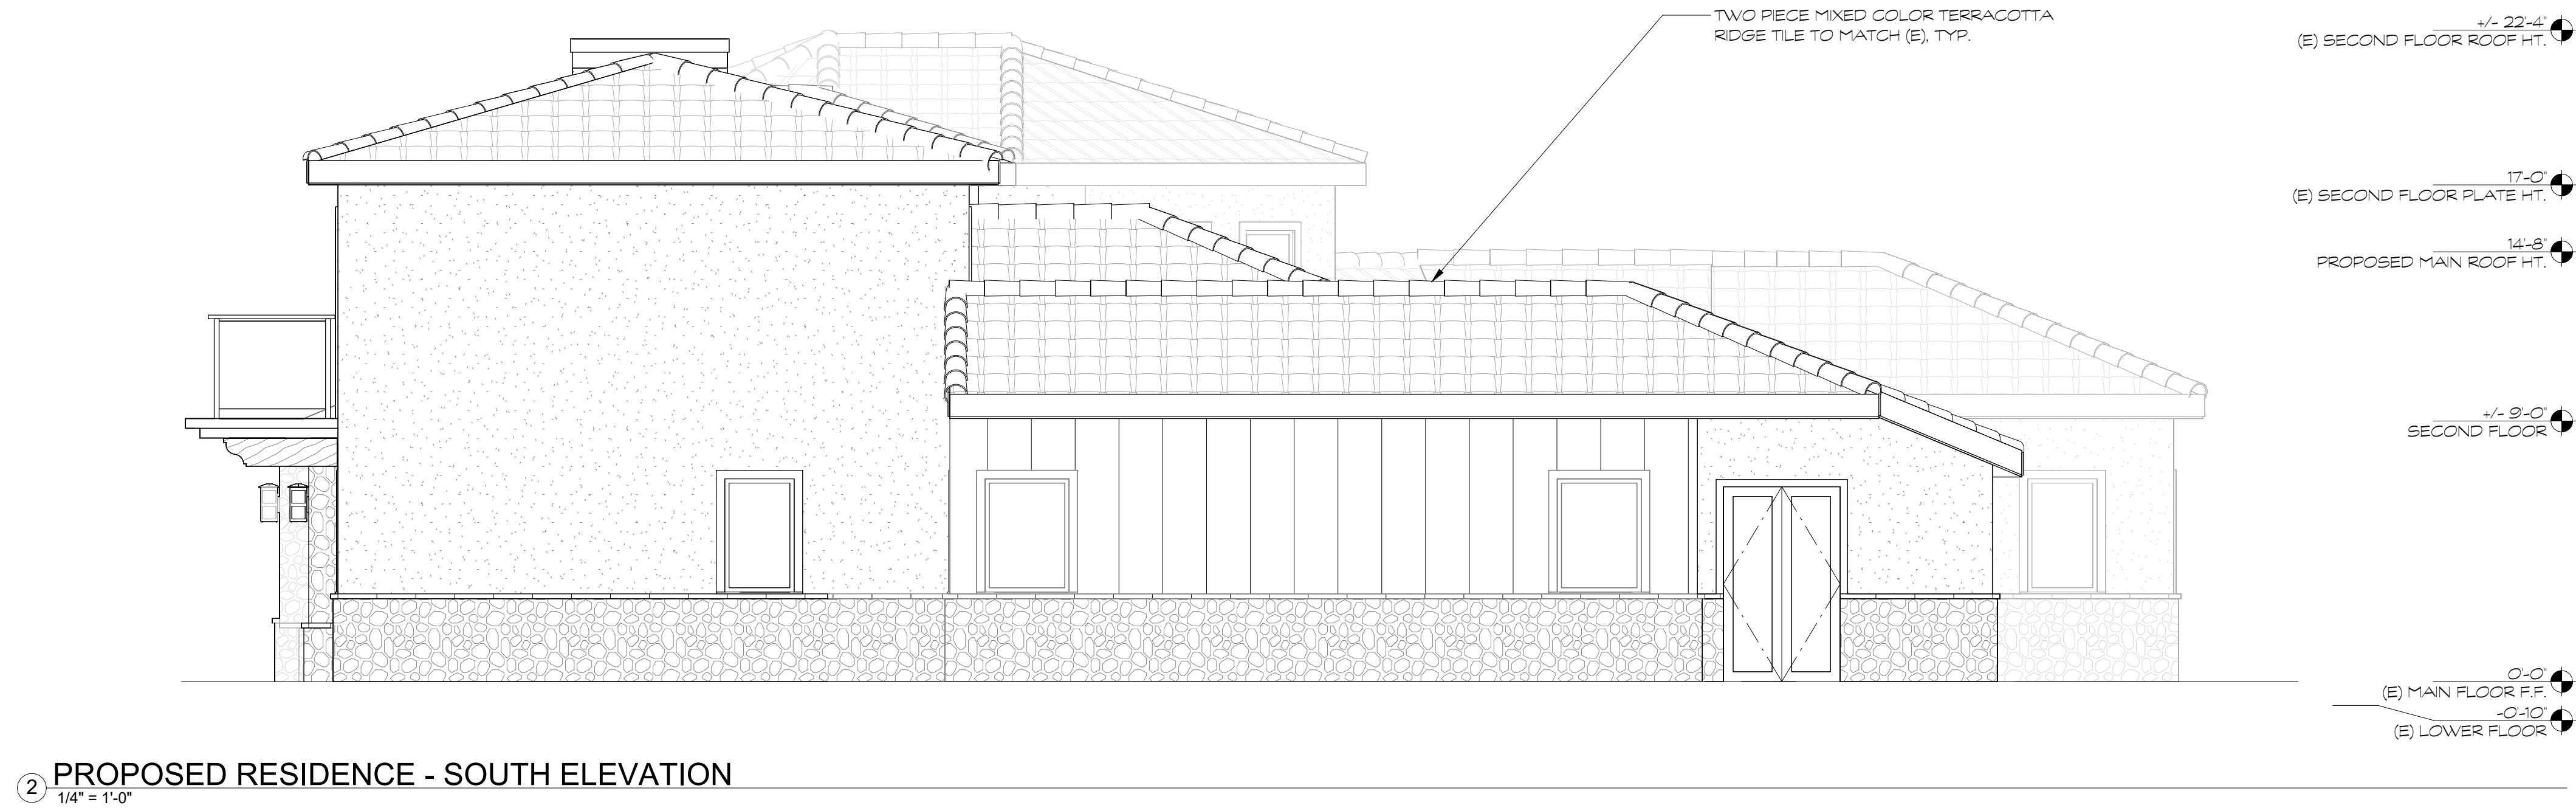 TWO PIECE MIXED COLOR TERRACOTTA
RIDGE TILE TO MATCH (E), TYP.
+/- 22'-4"
(E) SECOND FLOOR ROOF HT.
17'-0"
(E) SECOND FLOOR PLATE HT.
14'-8"
PROPOSED MAIN ROOF HT.
+/- 9'-0"
SECOND FLOOR
0'-0"
(E) MAIN FLOOR F.F.
-0'-10"
(E) LOWER FLOOR
2 PROPOSED RESIDENCE - SOUTH ELEVATION
1/4" = 1'-0"